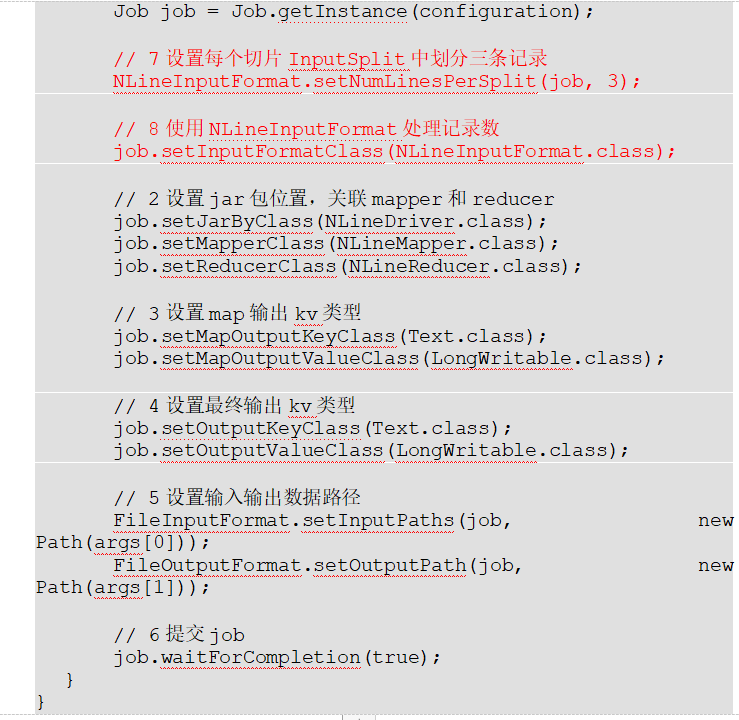 Job job = Job.getInstance(configuration);
// 7 设置每个切片 InputSplit 中划分三条记录
NLineInputFormat.setNumLinesPerSplit(job, 3);
// 8 使用 NLineInputFormat 处理记录数
job.setInputFormatClass(NLineInputFormat.class);
// 2 设置 jar 包位置，关联 mapper 和 reducer
job.setJarByClass(NLineDriver.class);
job.setMapperClass(NLineMapper.class);
job.setReducerClass(NLineReducer.class);
// 3 设置 map 输出 kv 类型
job.setMapOutputKeyClass(Text.class);
job.setMapOutputValueClass(LongWritable.class);
// 4 设置最终输出 kv 类型
job.setOutputKeyClass(Text.class);
job.setOutputValueClass(LongWritable.class);
// 5 设置输入输出数据路径
FileInputFormat.setInputPaths(job, new
Path(args[0]));
FileOutputFormat.setOutputPath(job, new
Path(args[1]));
// 6 提交 job
job.waitForCompletion(true);
}
}